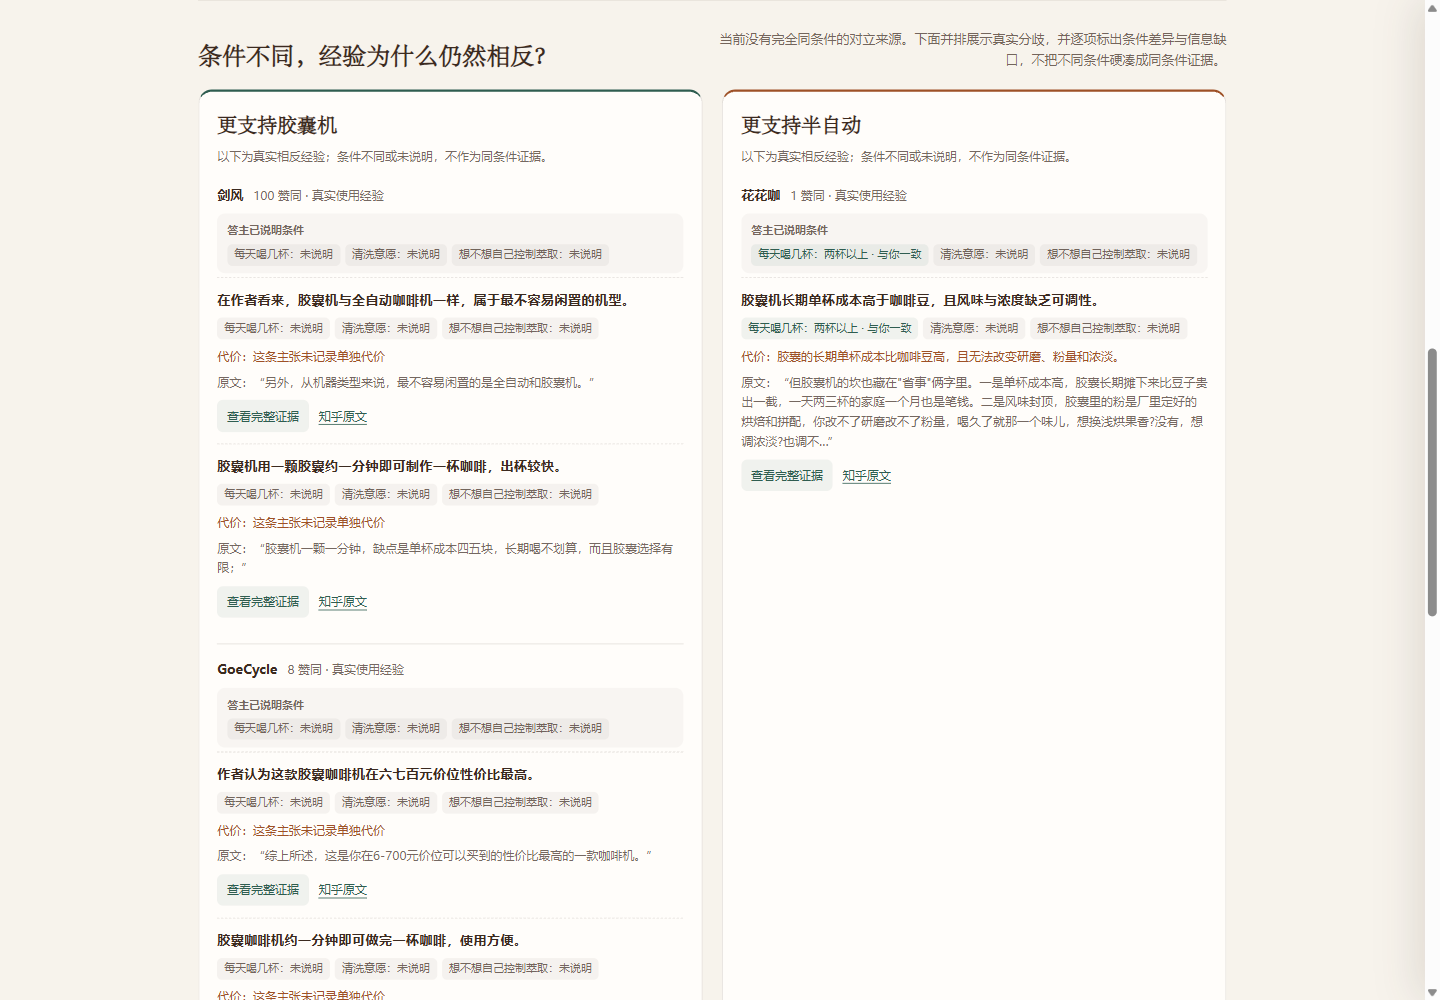 条件不同，经验为什么仍然相反？
当前没有完全同条件的对立来源。下面并排展示真实分歧，并逐项标出条件差异与信息缺
口，不把不同条件硬凑成同条件证据。
更支持胶囊机
以下为真实相反经验；条件不同或未说明，不作为同条件证据。
剑风 100 赞同 · 真实使用经验
答主已说明条件
每天喝几杯：未说明 清洗意愿：未说明 想不想自己控制萃取：未说明
在作者看来，胶囊机与全自动咖啡机一样，属于最不容易闲置的机型。
每天喝几杯：未说明 清洗意愿：未说明 想不想自己控制萃取：未说明
代价：这条主张未记录单独代价
原文：“另外，从机器类型来说，最不容易闲置的是全自动和胶囊机。”
查看完整证据 知乎原文
胶囊机用一颗胶囊约一分钟即可制作一杯咖啡，出杯较快。
每天喝几杯：未说明 清洗意愿：未说明 想不想自己控制萃取：未说明
代价：这条主张未记录单独代价
原文：“胶囊机一颗一分钟，缺点是单杯成本四五块，长期喝不划算，而且胶囊选择有
限；”
查看完整证据 知乎原文
GoeCycle 8 赞同 · 真实使用经验
答主已说明条件
每天喝几杯：未说明 清洗意愿：未说明 想不想自己控制萃取：未说明
作者认为这款胶囊咖啡机在六七百元价位性价比最高。
每天喝几杯：未说明 清洗意愿：未说明 想不想自己控制萃取：未说明
代价：这条主张未记录单独代价
原文：“综上所述，这是你在6-700元价位可以买到的性价比最高的一款咖啡机。”
查看完整证据 知乎原文
胶囊咖啡机约一分钟即可做完一杯咖啡，使用方便。
每天喝几杯：未说明 清洗意愿：未说明 想不想自己控制萃取：未说明
代价：这条主张未记录单独代价
更支持半自动
以下为真实相反经验；条件不同或未说明，不作为同条件证据。
花花咖 1 赞同 · 真实使用经验
答主已说明条件
每天喝几杯：两杯以上 · 与你一致 清洗意愿：未说明 想不想自己控制萃取：未说明
胶囊机长期单杯成本高于咖啡豆，且风味与浓度缺乏可调性。
每天喝几杯：两杯以上 · 与你一致 清洗意愿：未说明 想不想自己控制萃取：未说明
代价：胶囊的长期单杯成本比咖啡豆高，且无法改变研磨、粉量和浓淡。
原文：“但胶囊机的坎也藏在"省事"俩字里。一是单杯成本高，胶囊长期摊下来比豆子贵
出一截，一天两三杯的家庭一个月也是笔钱。二是风味封顶，胶囊里的粉是厂里定好的
烘焙和拼配，你改不了研磨改不了粉量，喝久了就那一个味儿，想换浅烘果香?没有，想
调浓淡?也调不…”
查看完整证据 知乎原文